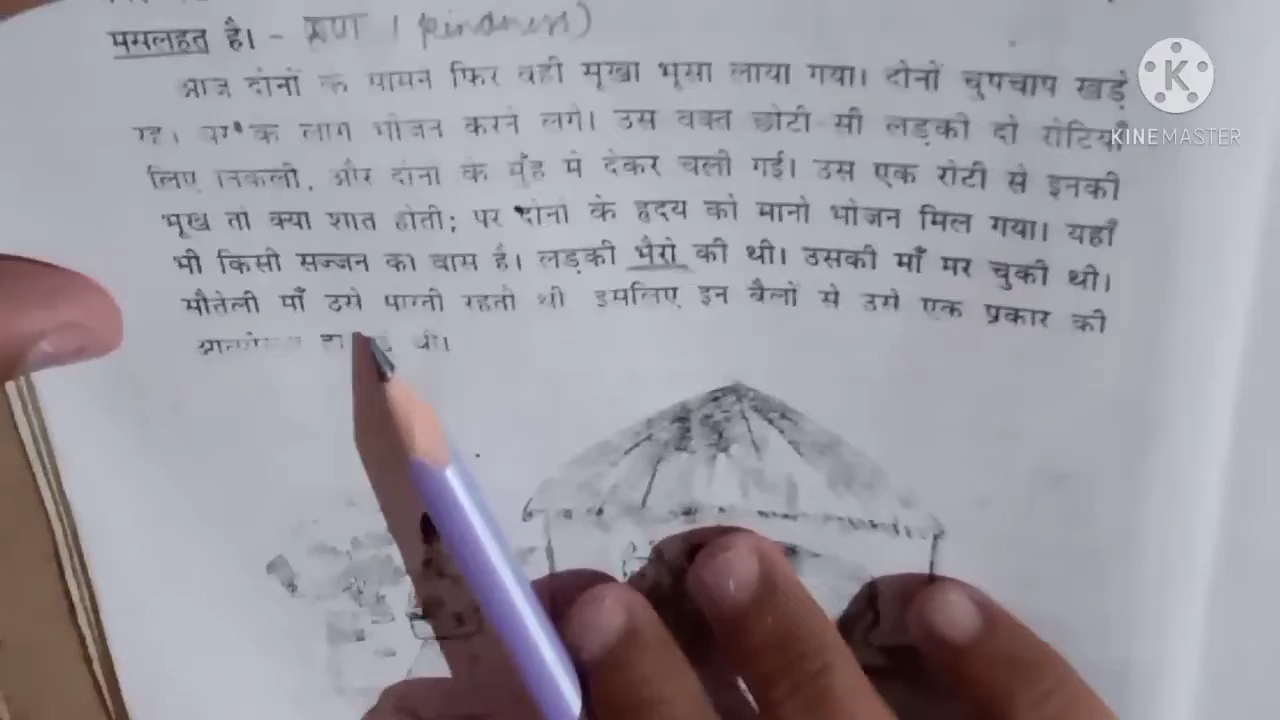 मसलहत है। - गुण । (kindness)
आज दोनों के सामने फिर वही सूखा भूसा लाया गया। दोनों चुपचाप खड़े
रहे। घर के लोग भोजन करने लगे। उस वक्त छोटी-सी लड़की दो रोटियाँ
लिए निकली, और दोनों के मुँह में देकर चली गई। उस एक रोटी से इनकी
भूख तो क्या शांत होती; पर दोनों के हृदय को मानो भोजन मिल गया। यहाँ
भी किसी सज्जन का वास है। लड़की भैरो की थी। उसकी माँ मर चुकी थी।
सौतेली माँ उसे मारती रहती थी इसलिए इन बैलों से उसे एक प्रकार की
थी।
K
KINEMASTER